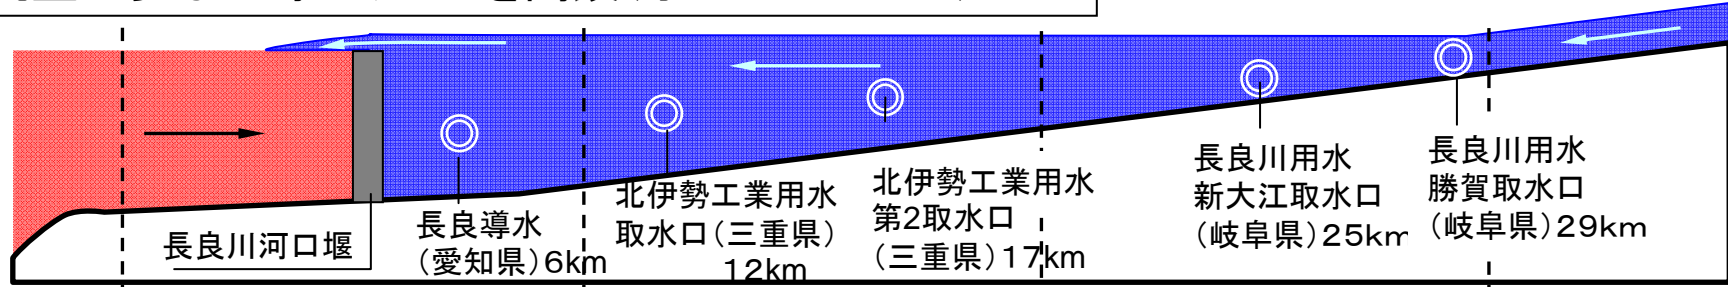 長良川河口堰
長良導水
(愛知県)6km
北伊勢工業用水
取水口(三重県)
12km
北伊勢工業用水
第2取水口
(三重県)17km
長良川用水
新大江取水口
(岐阜県)25km
長良川用水
勝賀取水口
(岐阜県)29km